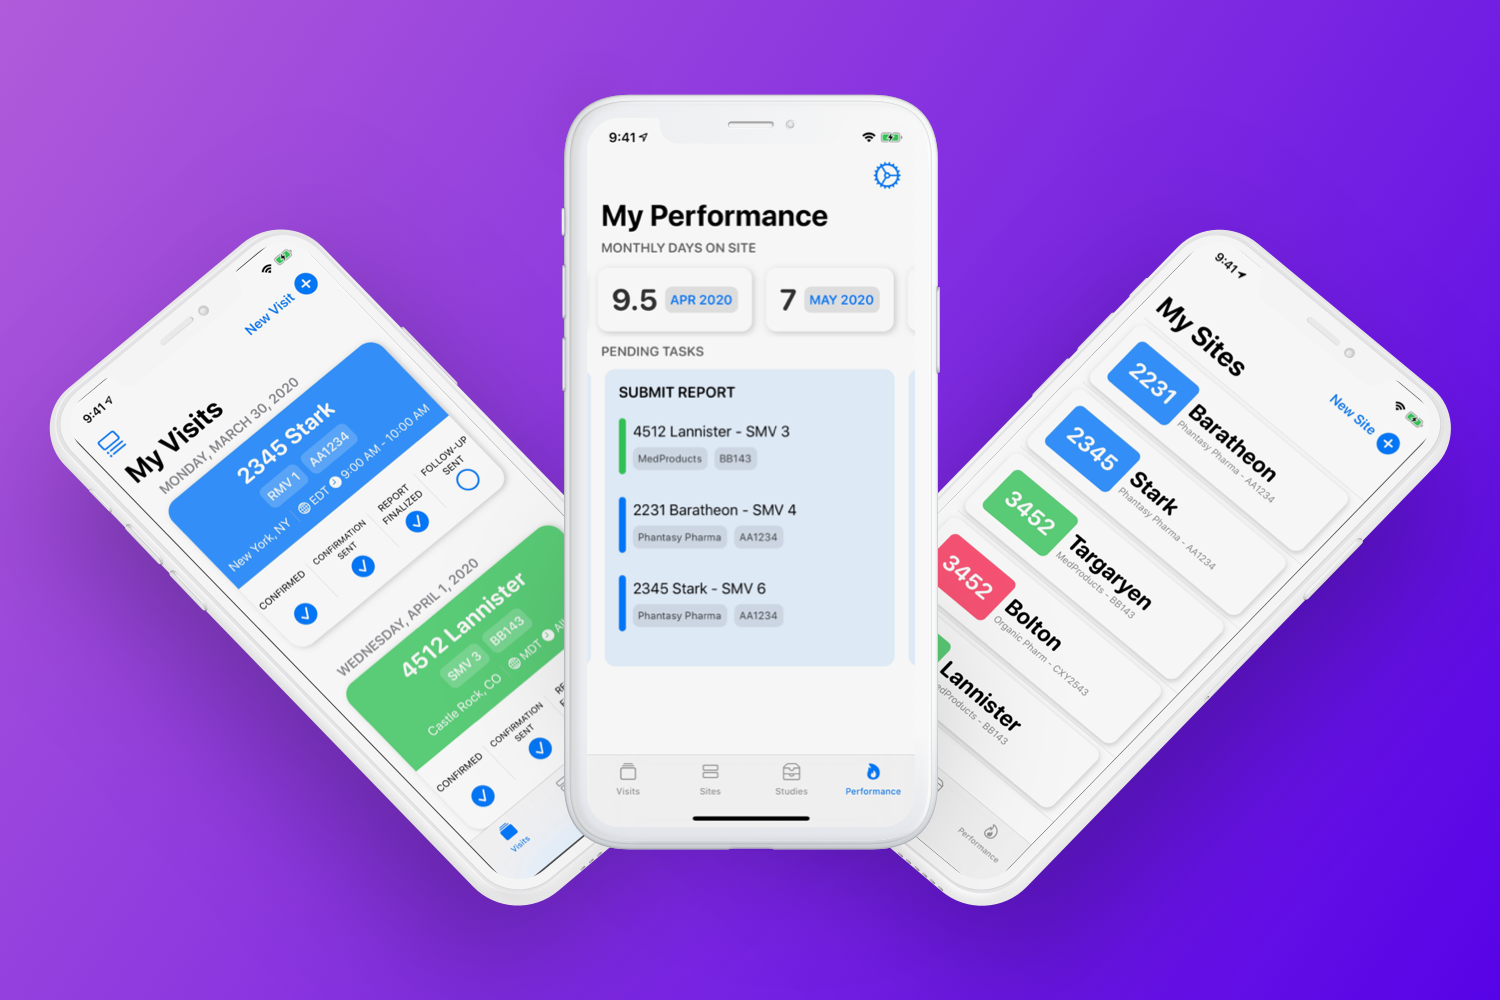 9:41
My Visits
New Visit
MONDAY, MARCH 30, 2020
2345 Stark
RMV 1
AA1234
New York, NY
EDT
9:00 AM - 10:00 AM
CONFIRMED
CONFIRMATION
SENT
REPORT
FINALIZED
FOLLOW-UP
SENT
WEDNESDAY, APRIL 1, 2020
4512 Lannister
SMV 3
BB143
Castle Rock, CO
MDT
CONFIRMED
CONFIRMATION
SENT
Visits
9:41
My Performance
MONTHLY DAYS ON SITE
9.5 APR 2020
7 MAY 2020
PENDING TASKS
SUBMIT REPORT
4512 Lannister - SMV 3
MedProducts BB143
2231 Baratheon - SMV 4
Phantasy Pharma AA1234
2345 Stark - SMV 6
Phantasy Pharma AA1234
Visits Sites Studies Performance
9:41
My Sites
New Site
2231
Baratheon
Phantasy Pharma - AA1234
2345
Stark
Phantasy Pharma - AA1234
3452
Targaryen
MedProducts - BB143
3452
Bolton
Organic Pharm - CXY2543
Lannister
edProducts - BB143
Performance